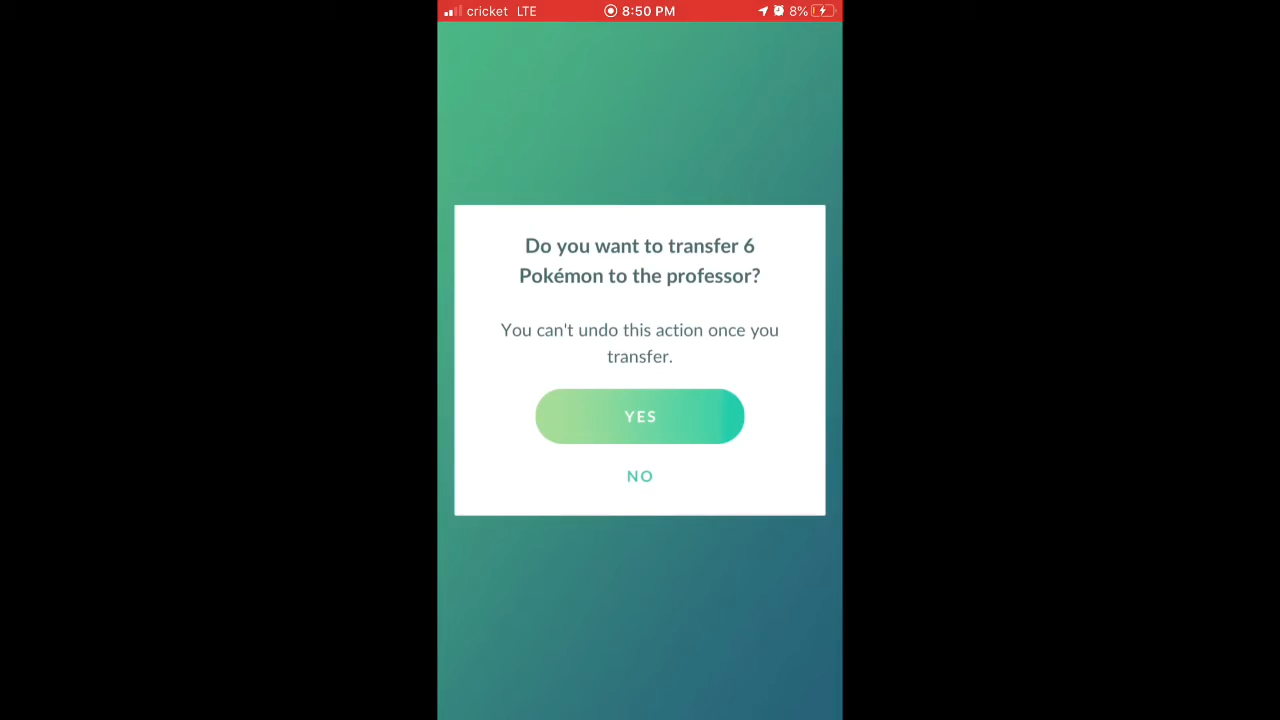 cricket LTE 8:50 PM 8%
Do you want to transfer 6
Pokémon to the professor?
You can't undo this action once you
transfer.
YES
NO